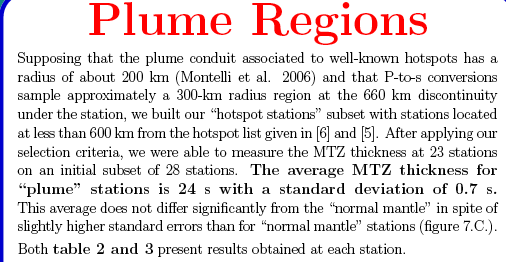 Plume Regions
Supposing that the plume conduit associated to well-known hotspots has a
radius of about 200 km (Montelli et al. 2006) and that P-to-s conversions
sample approximately a 300-km radius region at the 660 km discontinuity
under the station, we built our “hotspot stations” subset with stations located
at less than 600 km from the hotspot list given in [6] and [5]. After applying our
selection criteria, we were able to measure the MTZ thickness at 23 stations
on an initial subset of 28 stations. The average MTZ thickness for
“plume” stations is 24 s with a standard deviation of 0.7 s.
This average does not differ significantly from the “normal mantle” in spite of
slightly higher standard errors than for “normal mantle” stations (figure 7.C.).
Both table 2 and 3 present results obtained at each station.